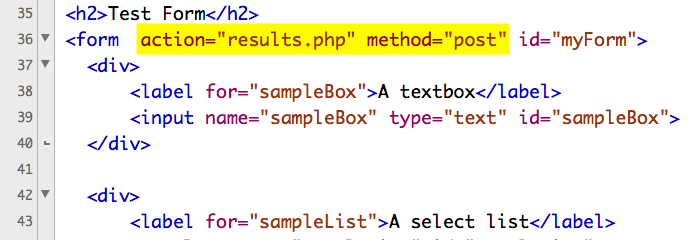 35 <h2>Test Form</h2>
36 <form action="results.php" method="post" id="myForm">
37 <div>
38 <label for="sampleBox">A textbox</label>
39 <input name="sampleBox" type="text" id="sampleBox">
40 </div>
41
42 <div>
43 <label for="sampleList">A select list</label>